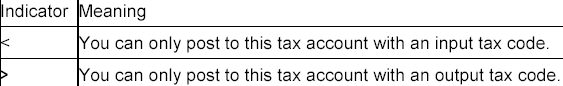 Indicator Meaning
< You can only post to this tax account with an input tax code.
> You can only post to this tax account with an output tax code.